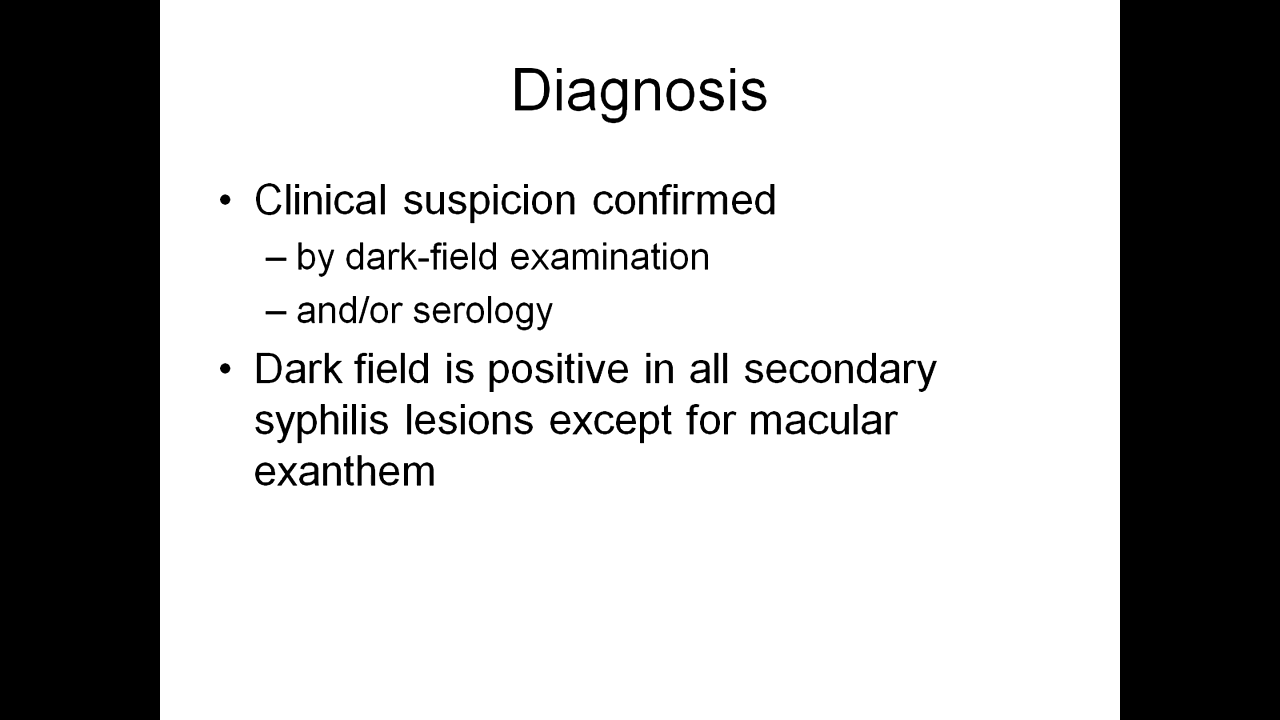 Diagnosis
• Clinical suspicion confirmed
– by dark-field examination
– and/or serology
• Dark field is positive in all secondary
syphilis lesions except for macular
exanthem